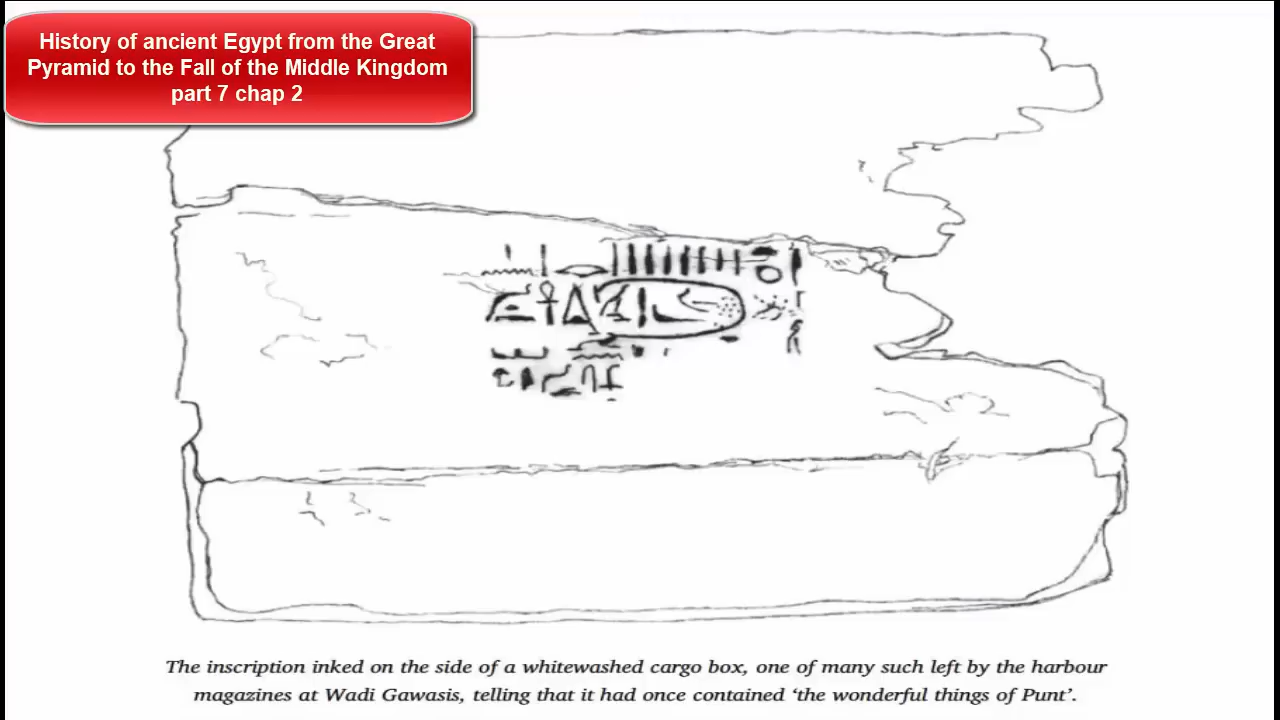 History of ancient Egypt from the Great
Pyramid to the Fall of the Middle Kingdom
part 7 chap 2
The inscription inked on the side of a whitewashed cargo box, one of many such left by the harbour
magazines at Wadi Gawasis, telling that it had once contained ‘the wonderful things of Punt’.